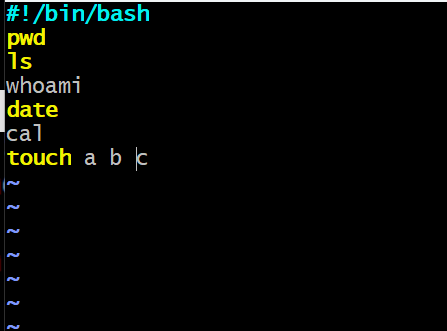 #!/bin/bash
pwd
ls
whoami
date
cal
touch a b c
~
~
~
~
~
~
~